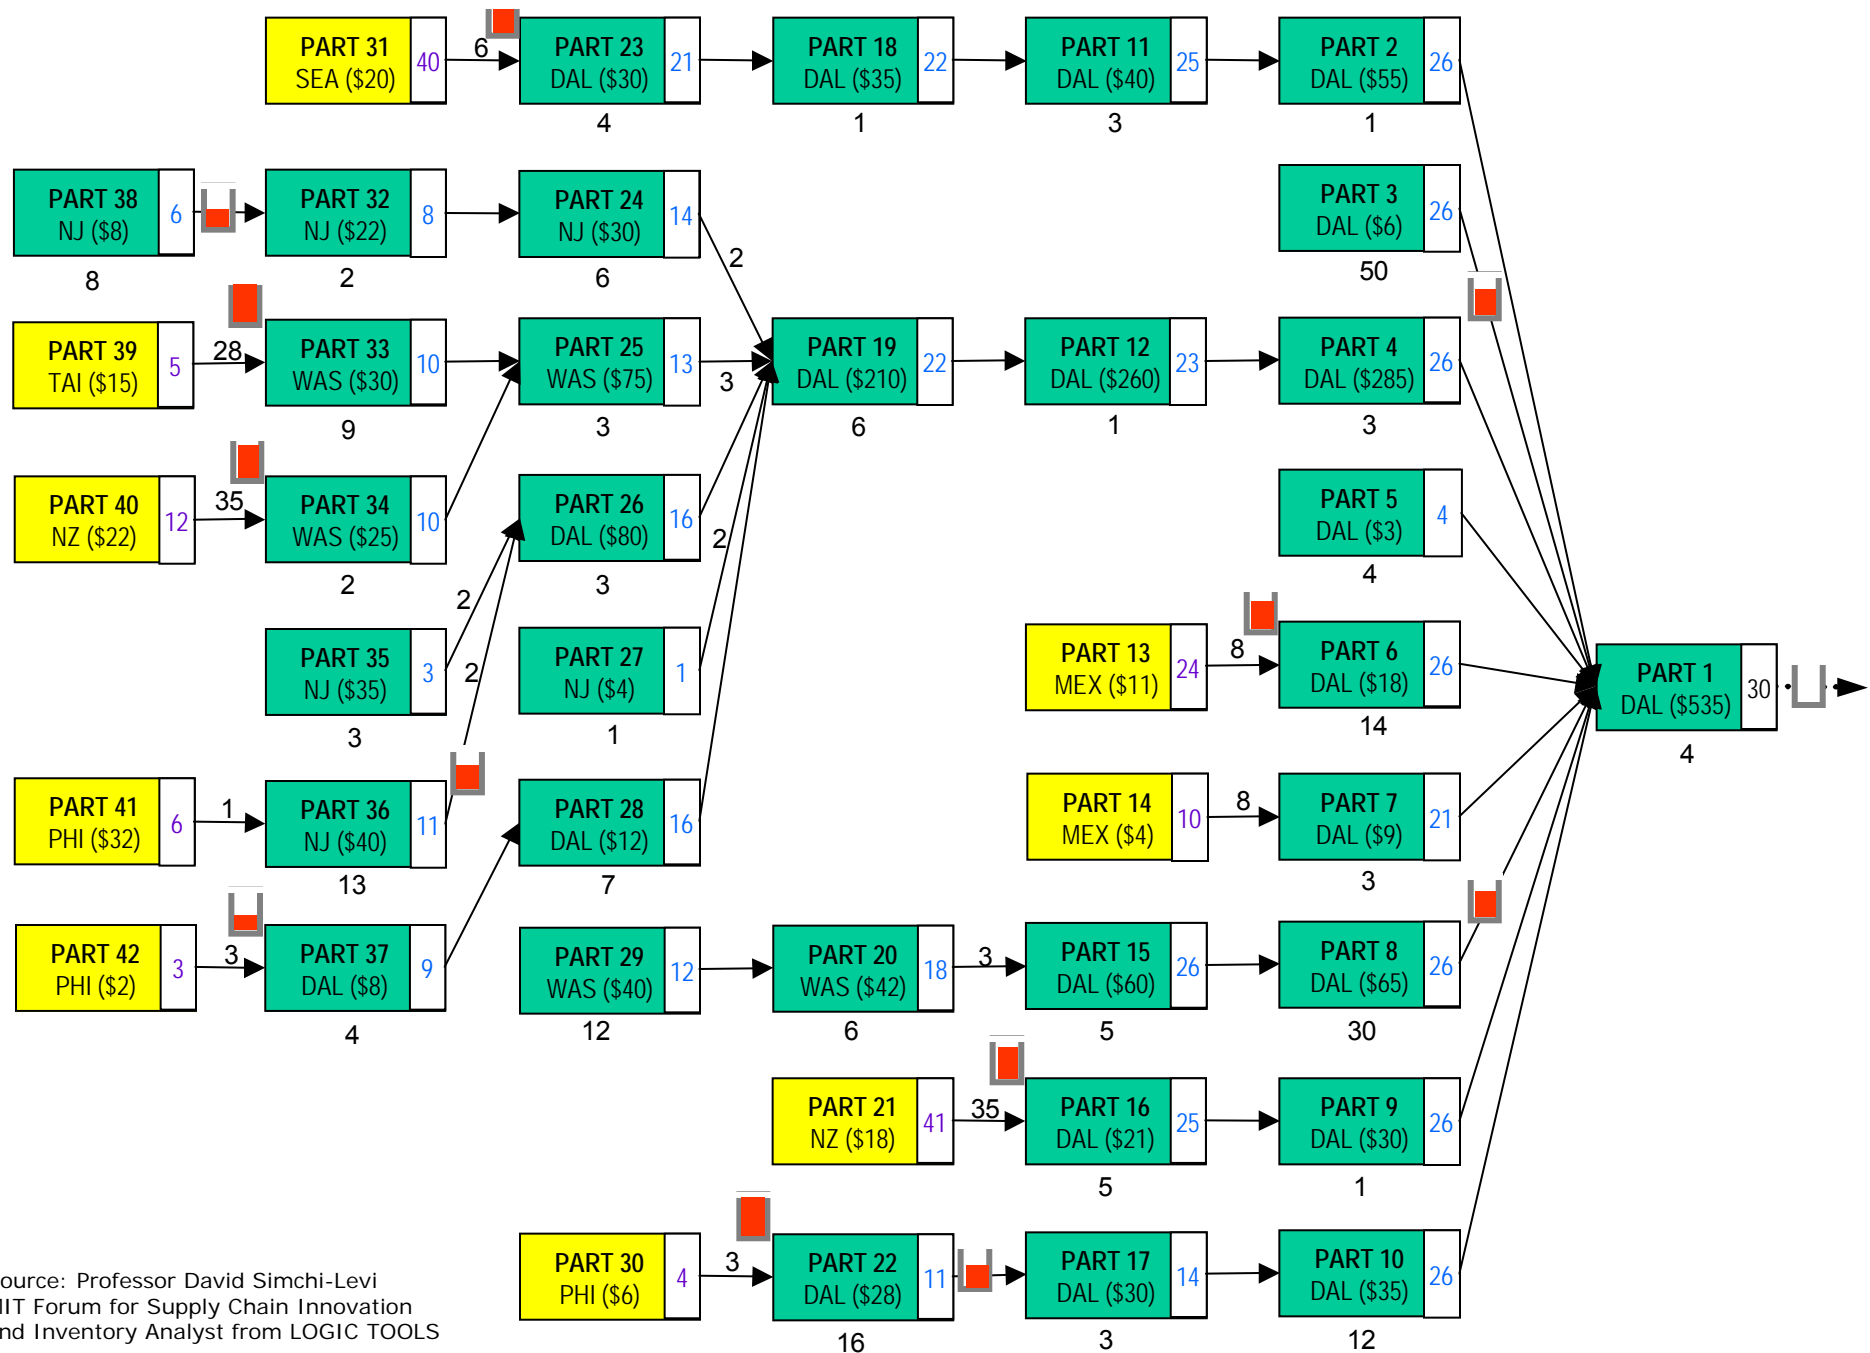 PART 31
SEA ($20)
40
6
PART 23
DAL ($30)
21
4
PART 18
DAL ($35)
22
1
PART 11
DAL ($40)
25
3
PART 2
DAL ($55)
26
1
PART 38
NJ ($8)
6
8
PART 32
NJ ($22)
8
2
PART 24
NJ ($30)
14
6
2
PART 3
DAL ($6)
26
50
PART 39
TAI ($15)
5
28
PART 33
WAS ($30)
10
9
PART 25
WAS ($75)
13
3
3
PART 19
DAL ($210)
22
6
PART 12
DAL ($260)
23
1
PART 4
DAL ($285)
26
3
PART 40
NZ ($22)
12
35
PART 34
WAS ($25)
10
2
PART 26
DAL ($80)
16
3
2
PART 5
DAL ($3)
4
4
PART 35
NJ ($35)
3
3
2
2
PART 27
NJ ($4)
1
1
PART 13
MEX ($11)
24
8
PART 6
DAL ($18)
26
14
PART 1
DAL ($535)
30
4
PART 41
PHI ($32)
6
1
PART 36
NJ ($40)
11
13
PART 28
DAL ($12)
16
7
PART 14
MEX ($4)
10
8
PART 7
DAL ($9)
21
3
PART 42
PHI ($2)
3
3
PART 37
DAL ($8)
9
4
PART 29
WAS ($40)
12
12
PART 20
WAS ($42)
18
6
3
PART 15
DAL ($60)
26
5
PART 8
DAL ($65)
26
30
PART 21
NZ ($18)
41
35
PART 16
DAL ($21)
25
5
PART 9
DAL ($30)
26
1
PART 30
PHI ($6)
4
3
PART 22
DAL ($28)
11
16
PART 17
DAL ($30)
14
3
PART 10
DAL ($35)
26
12
ource: Professor David Simchi-Levi
IIT Forum for Supply Chain Innovation
nd Inventory Analyst from LOGIC TOOLS